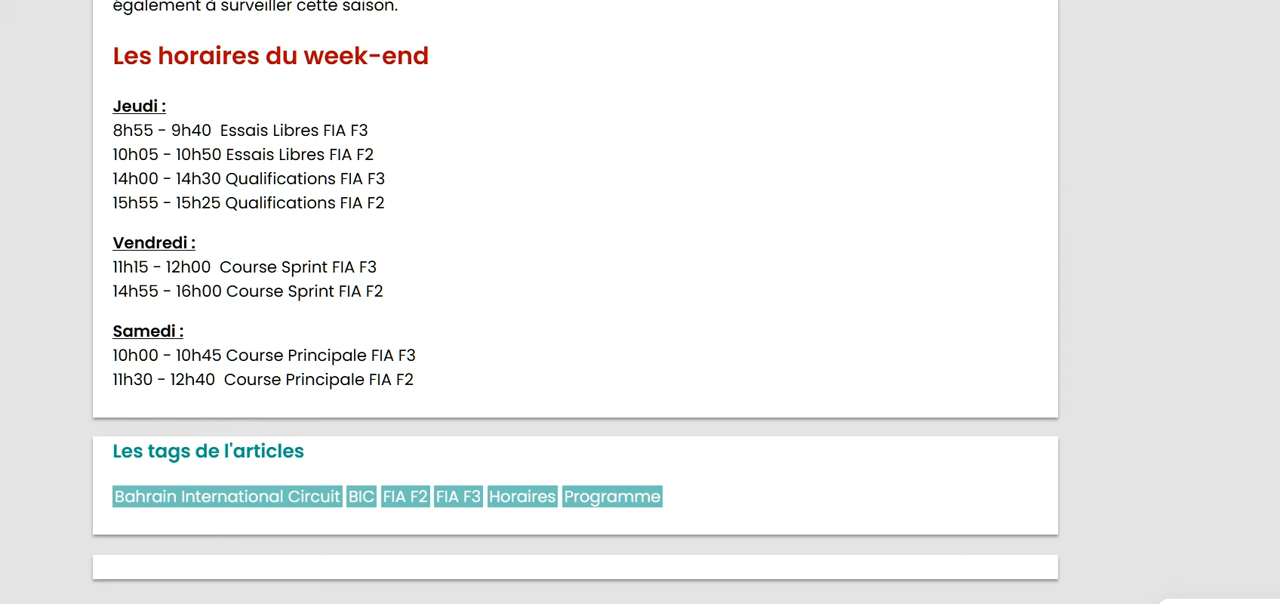 également à surveiller cette saison.
Les horaires du week-end
Jeudi :
8h55 - 9h40 Essais Libres FIA F3
10h05 - 10h50 Essais Libres FIA F2
14h00 - 14h30 Qualifications FIA F3
15h55 - 15h25 Qualifications FIA F2
Vendredi :
11h15 - 12h00 Course Sprint FIA F3
14h55 - 16h00 Course Sprint FIA F2
Samedi :
10h00 - 10h45 Course Principale FIA F3
11h30 - 12h40 Course Principale FIA F2
Les tags de l'articles
Bahrain International Circuit BIC FIA F2 FIA F3 Horaires Programme